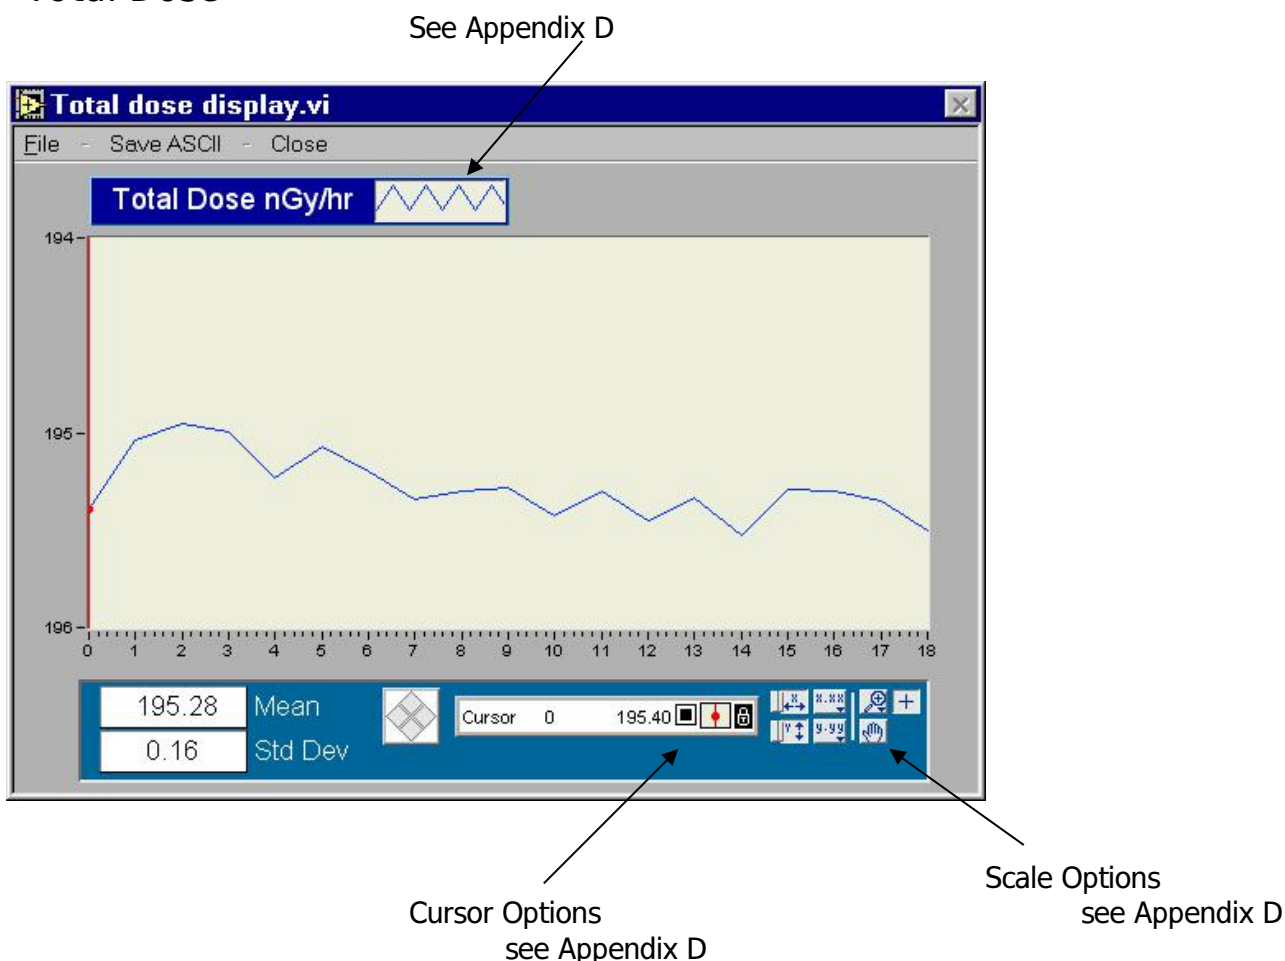 Total Dose
See Appendix D
Total dose display.vi
File - Save ASCII - Close
Total Dose nGy/hr
194
195
196
0 1 2 3 4 5 6 7 8 9 10 11 12 13 14 15 16 17 18
195.28 Mean
0.16 Std Dev
Cursor 0 195.40
X X.XX
Y Y.YY
Scale Options
see Appendix D
Cursor Options
see Appendix D